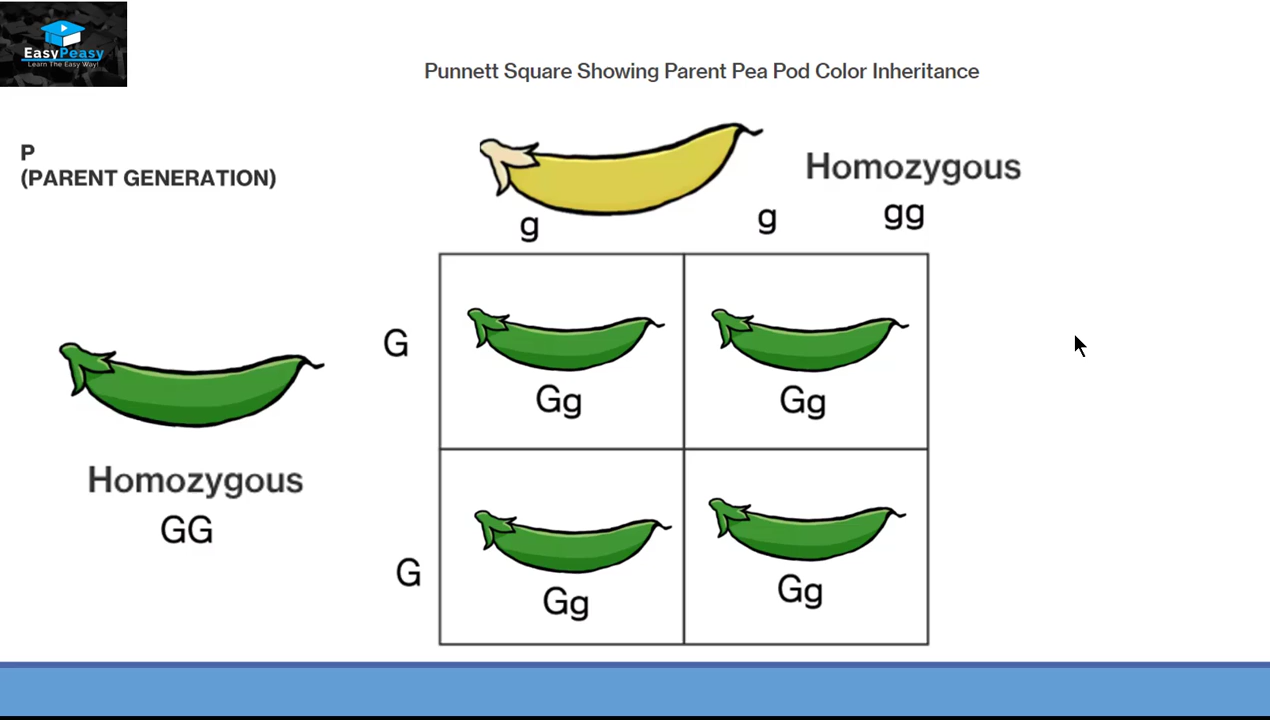 EasyPeasy
Learn The Easy Way!
Punnett Square Showing Parent Pea Pod Color Inheritance
P
(PARENT GENERATION)
Homozygous
gg
g
g
G
Gg
Gg
Homozygous
GG
G
Gg
Gg